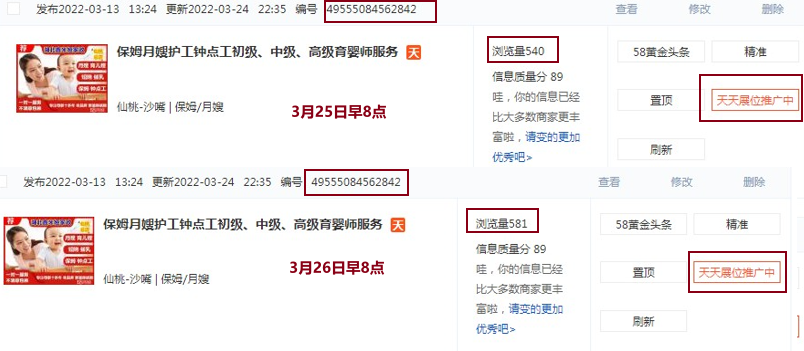 发布2022-03-13 13:24 更新2022-03-24 22:35 编号 49555084562842 查看 修改 删除
荐
保姆月嫂护工钟点工初级、中级、高级育婴师服务 天
仙桃-沙嘴 | 保姆/月嫂
3月25日早8点
浏览量540
信息质量分 89
哇，你的信息已经
比大多数商家更丰
富啦，请变的更加
优秀吧>
58黄金头条 精准
置顶 天天展位推广中
刷新
发布2022-03-13 13:24 更新2022-03-24 22:35 编号 49555084562842 查看 修改 删除
荐
保姆月嫂护工钟点工初级、中级、高级育婴师服务 天
仙桃-沙嘴 | 保姆/月嫂
3月26日早8点
浏览量581
信息质量分 89
哇，你的信息已经
比大多数商家更丰
富啦，请变的更加
优秀吧>
58黄金头条 精准
置顶 天天展位推广中
刷新